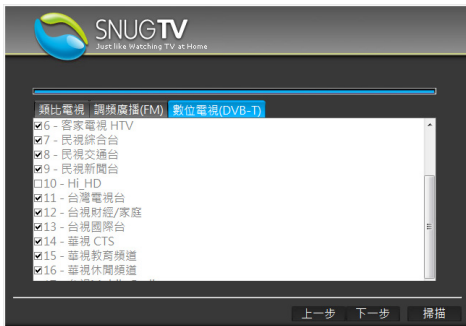 SNUGTV
Just like Watching TV at Home
類比電視 調頻廣播(FM) 數位電視(DVB-T)
6 - 客家電視 HTV
7 - 民視綜合台
8 - 民視交通台
9 - 民視新聞台
10 - Hi_HD
11 - 台灣電視台
12 - 台視財經/家庭
13 - 台視國際台
14 - 華視 CTS
15 - 華視教育頻道
16 - 華視休閒頻道
上一步 下一步 掃描